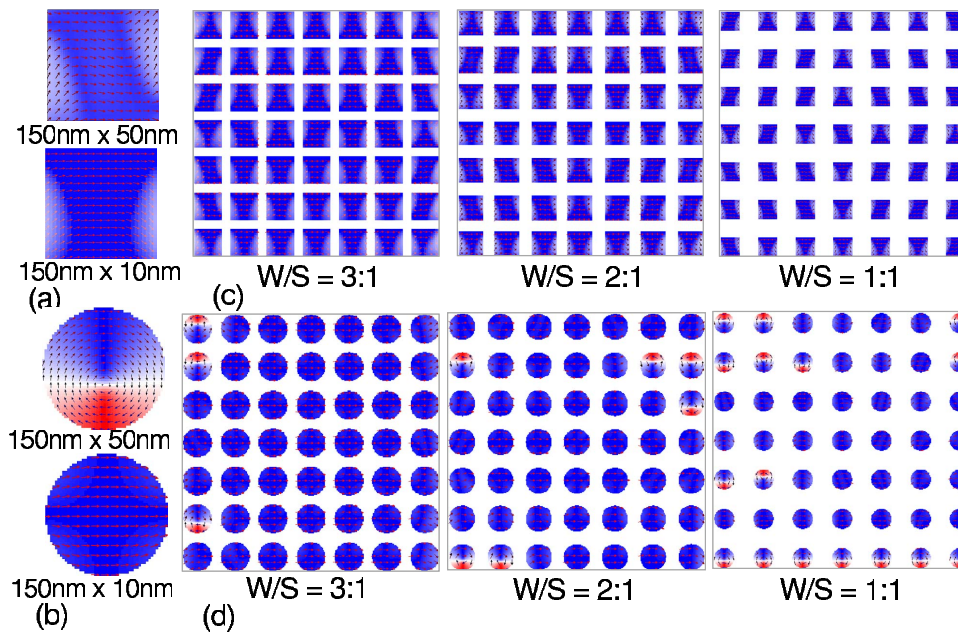 150nm x 50nm
150nm x 10nm
(a)
(c)
W/S = 3:1
W/S = 2:1
W/S = 1:1
150nm x 50nm
150nm x 10nm
(b)
(d)
W/S = 3:1
W/S = 2:1
W/S = 1:1